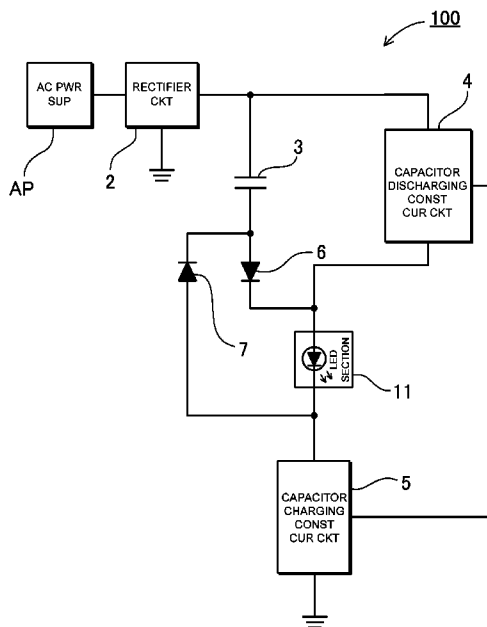 100
AC PWR
SUP
RECTIFIER
CKT
4
AP
2
3
CAPACITOR
DISCHARGING
CONST
CUR CKT
6
7
LED
SECTION
11
CAPACITOR
CHARGING
CONST
CUR CKT
5